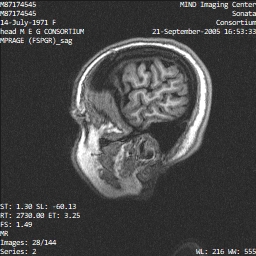 M87174545
M87174545
14-July-1971 F
head M E G CONSORTIUM
MPRAGE (FSPGR)_sag
MIND Imaging Center
Sonata
Consortium
21-September-2005 16:53:33
ST: 1.30 SL: -60.13
RT: 2730.00 ET: 3.25
FS: 1.49
MR
Images: 28/144
Series: 2
WL: 216 WW: 555